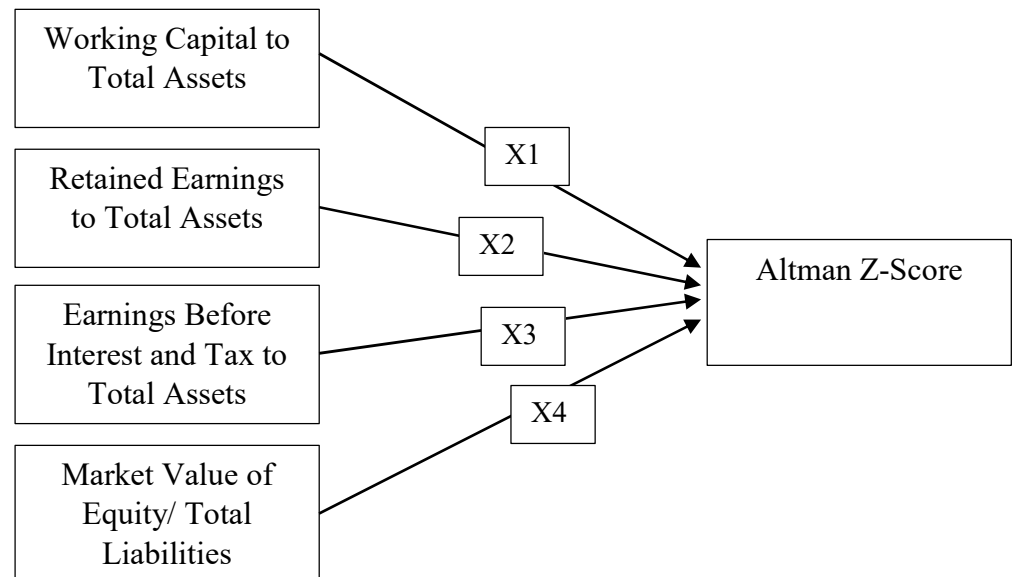 Working Capital to
Total Assets
X1
Retained Earnings
to Total Assets
X2
Altman Z-Score
Earnings Before
Interest and Tax to
Total Assets
X3
X4
Market Value of
Equity/ Total
Liabilities